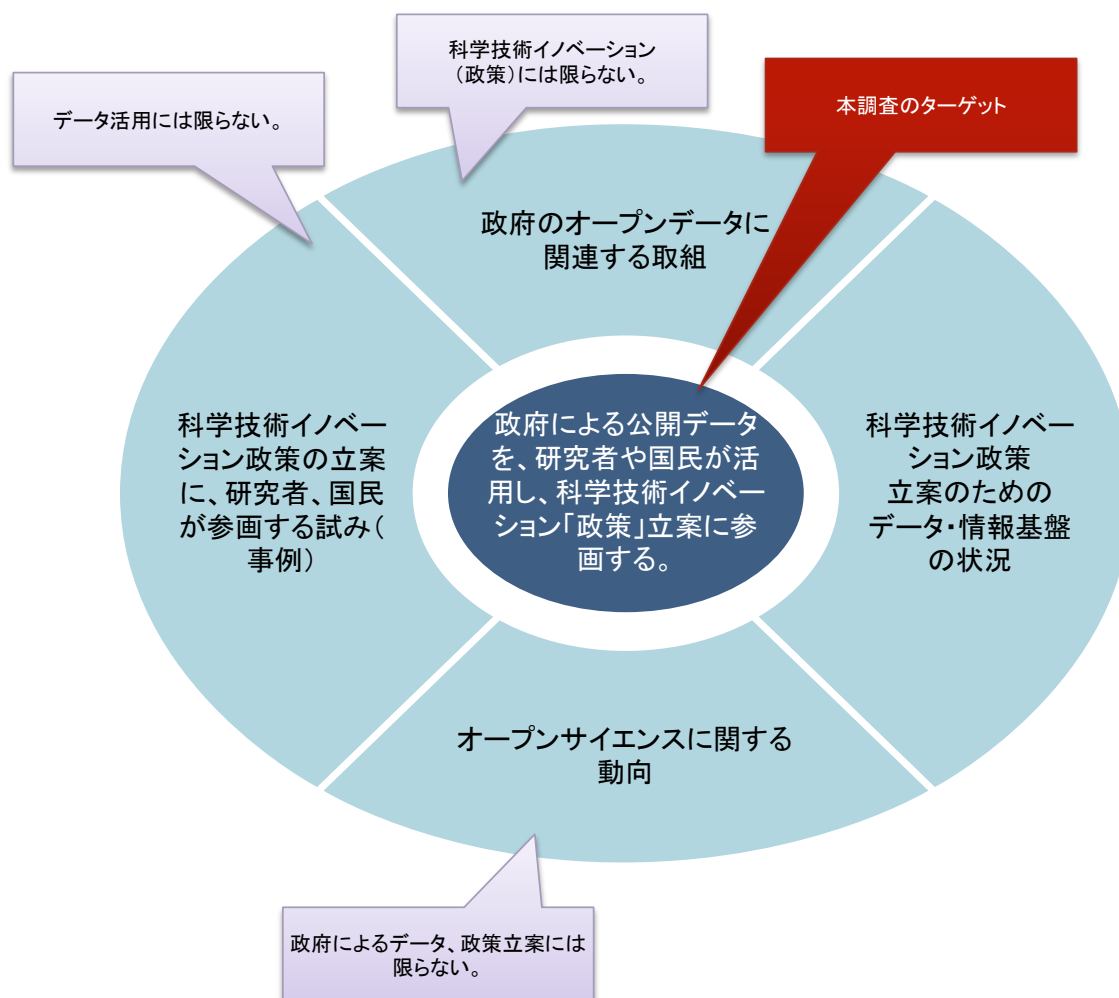 科学技術イノベーション
（政策）には限らない。
データ活用には限らない。
本調査のターゲット
政府のオープンデータに
関連する取組
科学技術イノベー
ション政策の立案
に、研究者、国民
が参画する試み（
事例）
政府による公開データ
を、研究者や国民が活
用し、科学技術イノベー
ション「政策」立案に参
画する。
科学技術イノベー
ション政策
立案のための
データ・情報基盤
の状況
オープンサイエンスに関する
動向
政府によるデータ、政策立案には
限らない。